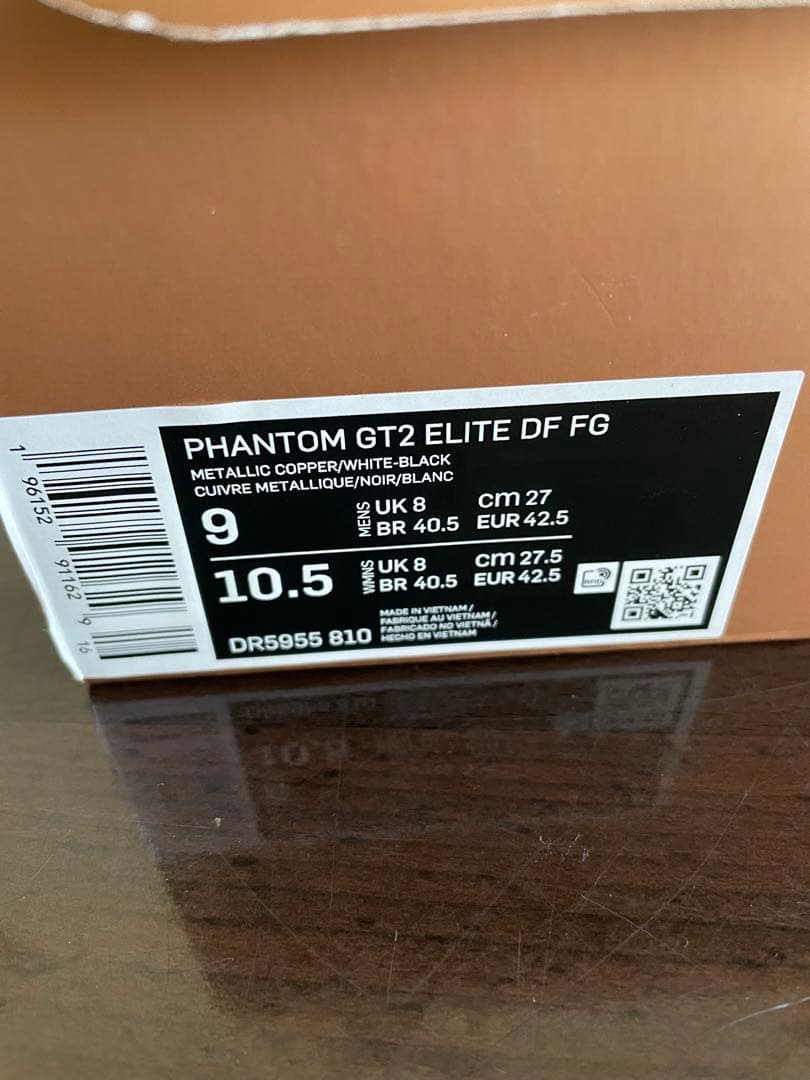 PHANTOM GT2 ELITE DF FG
METALLIC COPPER/WHITE-BLACK
CUIVRE METALLIQUE/NOIR/BLANC
9 MENS UK 8 cm 27
BR 40.5 EUR 42.5
10.5 WMNS UK 8 cm 27.5
BR 40.5 EUR 42.5
RFID
DR5955 810
MADE IN VIETNAM /
FABRIQUE AU VIETNAM /
FABRICADO NO VIETNÃ /
HECHO EN VIETNAM
1 96152 91162 9 16